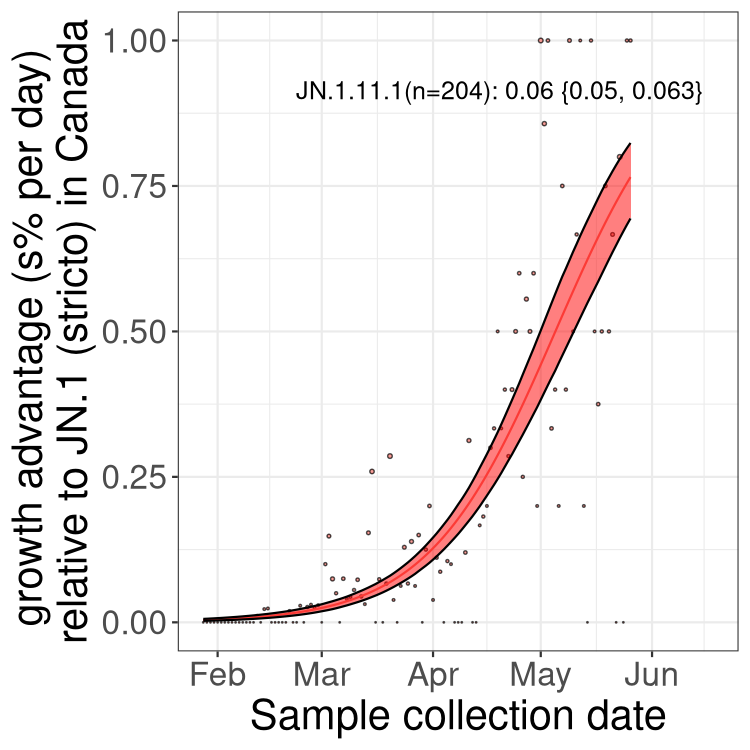 growth advantage (s% per day)
relative to JN.1 (stricto) in Canada
1.00
0.75
0.50
0.25
0.00
JN.1.11.1(n=204): 0.06 {0.05, 0.063}
Feb Mar Apr May Jun
Sample collection date